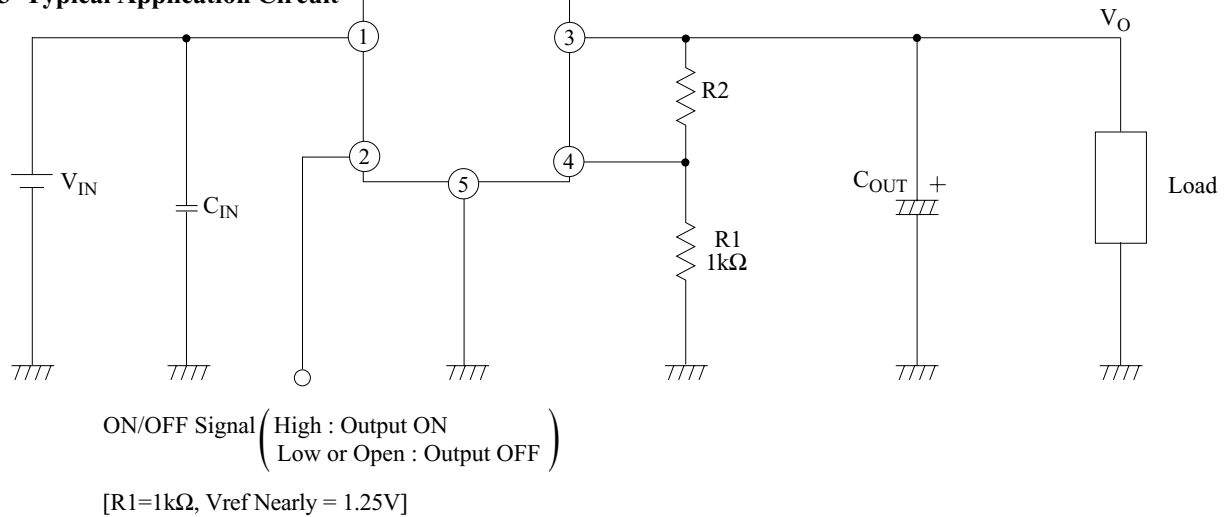 Typical Application Circuit
V_O
1
3
R2
2
4
5
V_IN
C_IN
C_OUT +
Load
R1
1kΩ
ON/OFF Signal ( High : Output ON
Low or Open : Output OFF )
[R1=1kΩ, Vref Nearly = 1.25V]